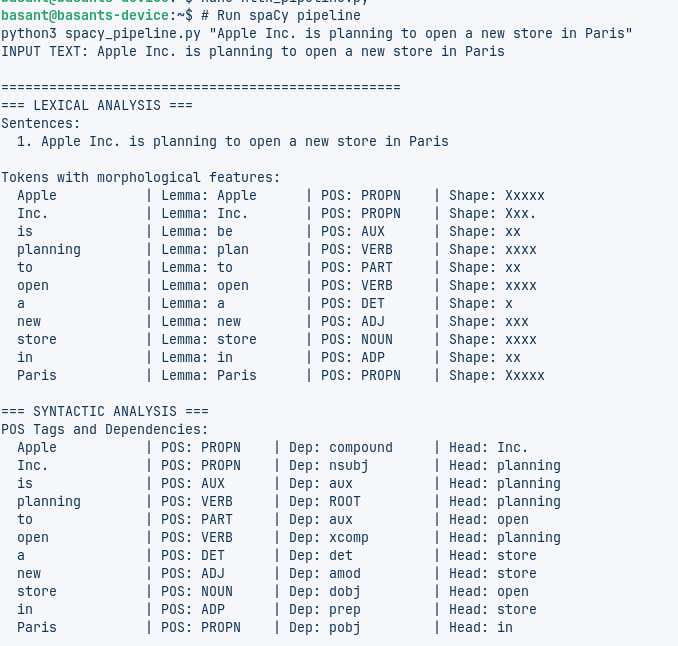 basant@basants-device:~$ nano nltk_pipeline.py
basant@basants-device:~$ # Run spaCy pipeline
python3 spacy_pipeline.py "Apple Inc. is planning to open a new store in Paris"
INPUT TEXT: Apple Inc. is planning to open a new store in Paris
==================================================
=== LEXICAL ANALYSIS ===
Sentences:
  1. Apple Inc. is planning to open a new store in Paris
Tokens with morphological features:
  Apple           | Lemma: Apple      | POS: PROPN    | Shape: Xxxxx
  Inc.            | Lemma: Inc.       | POS: PROPN    | Shape: Xxx.
  is              | Lemma: be         | POS: AUX      | Shape: xx
  planning        | Lemma: plan       | POS: VERB     | Shape: xxxx
  to              | Lemma: to         | POS: PART     | Shape: xx
  open            | Lemma: open       | POS: VERB     | Shape: xxxx
  a               | Lemma: a          | POS: DET      | Shape: x
  new             | Lemma: new        | POS: ADJ      | Shape: xxx
  store           | Lemma: store      | POS: NOUN     | Shape: xxxx
  in              | Lemma: in         | POS: ADP      | Shape: xx
  Paris           | Lemma: Paris      | POS: PROPN    | Shape: Xxxxx
=== SYNTACTIC ANALYSIS ===
POS Tags and Dependencies:
  Apple           | POS: PROPN    | Dep: compound     | Head: Inc.
  Inc.            | POS: PROPN    | Dep: nsubj        | Head: planning
  is              | POS: AUX      | Dep: aux          | Head: planning
  planning        | POS: VERB     | Dep: ROOT         | Head: planning
  to              | POS: PART     | Dep: aux          | Head: open
  open            | POS: VERB     | Dep: xcomp        | Head: planning
  a               | POS: DET      | Dep: det          | Head: store
  new             | POS: ADJ      | Dep: amod         | Head: store
  store           | POS: NOUN     | Dep: dobj         | Head: open
  in              | POS: ADP      | Dep: prep         | Head: store
  Paris           | POS: PROPN    | Dep: pobj         | Head: in